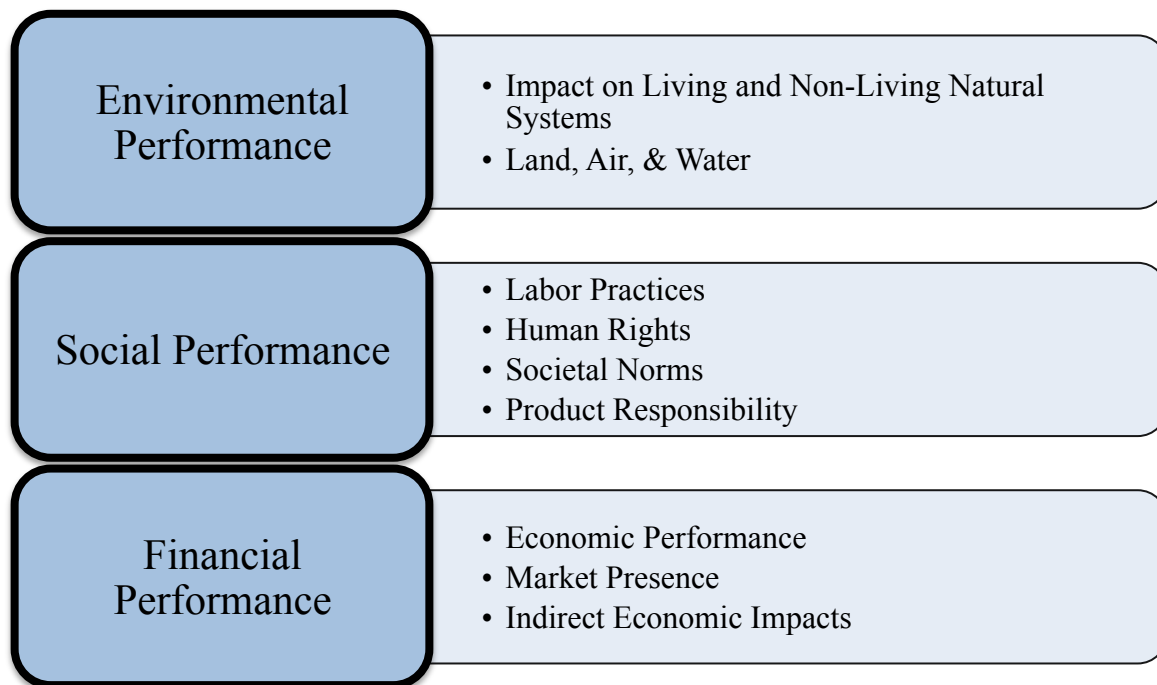 Environmental
Performance
• Impact on Living and Non-Living Natural
Systems
• Land, Air, & Water
Social Performance
• Labor Practices
• Human Rights
• Societal Norms
• Product Responsibility
Financial
Performance
• Economic Performance
• Market Presence
• Indirect Economic Impacts